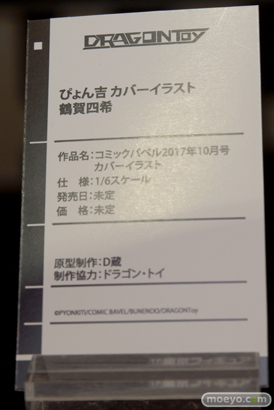 DRAGONToy
ぴょん吉 カバーイラスト
鶴賀四希
作品名：コミックバベル2017年10月号
カバーイラスト
仕　様：1/6スケール
発売日：未定
価　格：未定
原型制作：D蔵
制作協力：ドラゴン・トイ
©PYONKITI/COMIC BAVEL/BUNENDO/DRAGONToy
moeyo.com